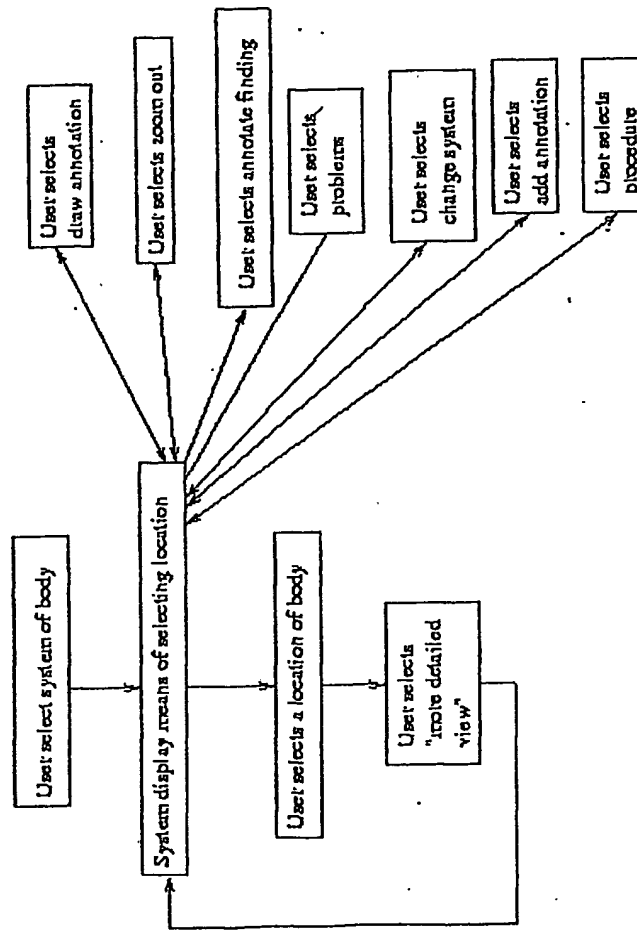 User select system of body
System display means of selecting location
User selects a location of body
User selects
"more detailed
view"
User selects
draw annotation
User selects zoom out
User selects annotate finding
User selects
problems
User selects
change system
User selects
add annotation
User selects
procedure